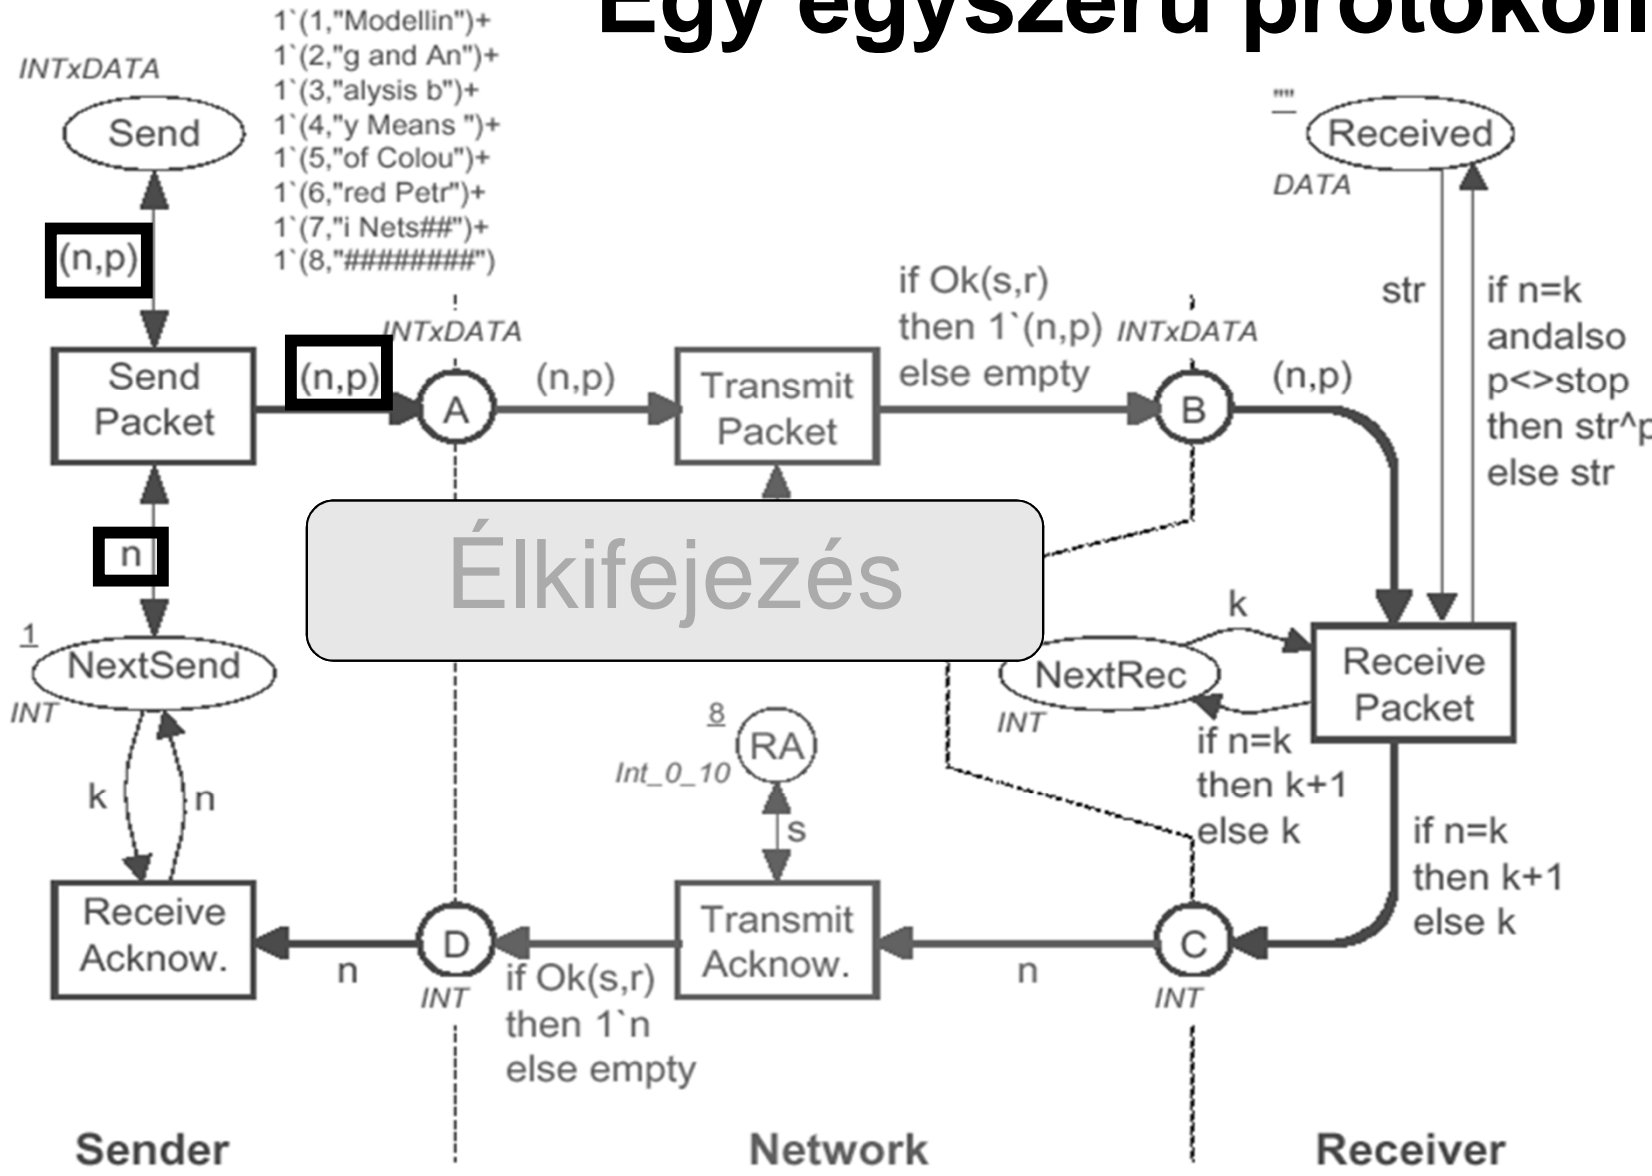 Egy egyszerű protokoll
1`(1,"Modellin")+
1`(2,"g and An")+
1`(3,"alysis b")+
1`(4,"y Means ")+
1`(5,"of Colou")+
1`(6,"red Petr")+
1`(7,"i Nets##")+
1`(8,"########")
INTxDATA
Send
(n,p)
Send
Packet
(n,p)
INTxDATA
A
(n,p)
Transmit
Packet
if Ok(s,r)
then 1`(n,p)
else empty
INTxDATA
B
(n,p)
""
Received
DATA
str
if n=k
andalso
p<>stop
then str^p
else str
n
Élkifejezés
1
NextSend
INT
k
n
8
RA
Int_0_10
s
NextRec
INT
k
Receive
Packet
if n=k
then k+1
else k
if n=k
then k+1
else k
Receive
Acknow.
n
D
INT
if Ok(s,r)
then 1`n
else empty
Transmit
Acknow.
n
C
INT
Sender
Network
Receiver